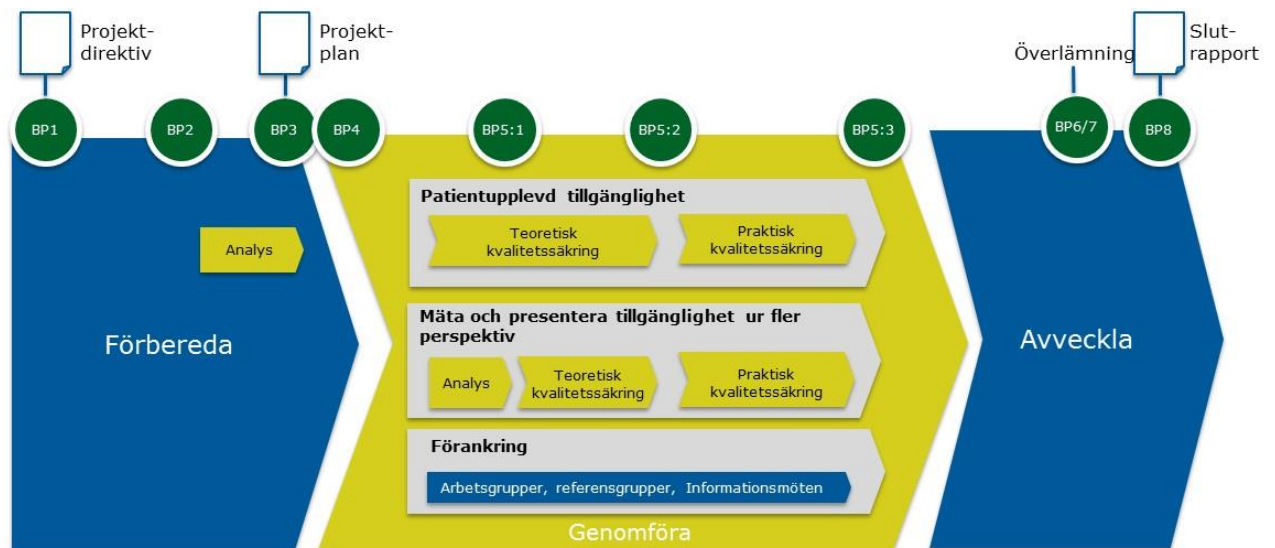 Projekt-
direktiv
Projekt-
plan
Överlämning
Slut-
rapport
BP1
BP2
BP3
BP4
BP5:1
BP5:2
BP5:3
BP6/7
BP8
Analys
Förbereda
Patientupplevd tillgänglighet
Teoretisk
kvalitetssäkring
Praktisk
kvalitetssäkring
Mäta och presentera tillgänglighet ur fler
perspektiv
Analys
Teoretisk
kvalitetssäkring
Praktisk
kvalitetssäkring
Förankring
Arbetsgrupper, referensgrupper, Informationsmöten
Genomföra
Avveckla